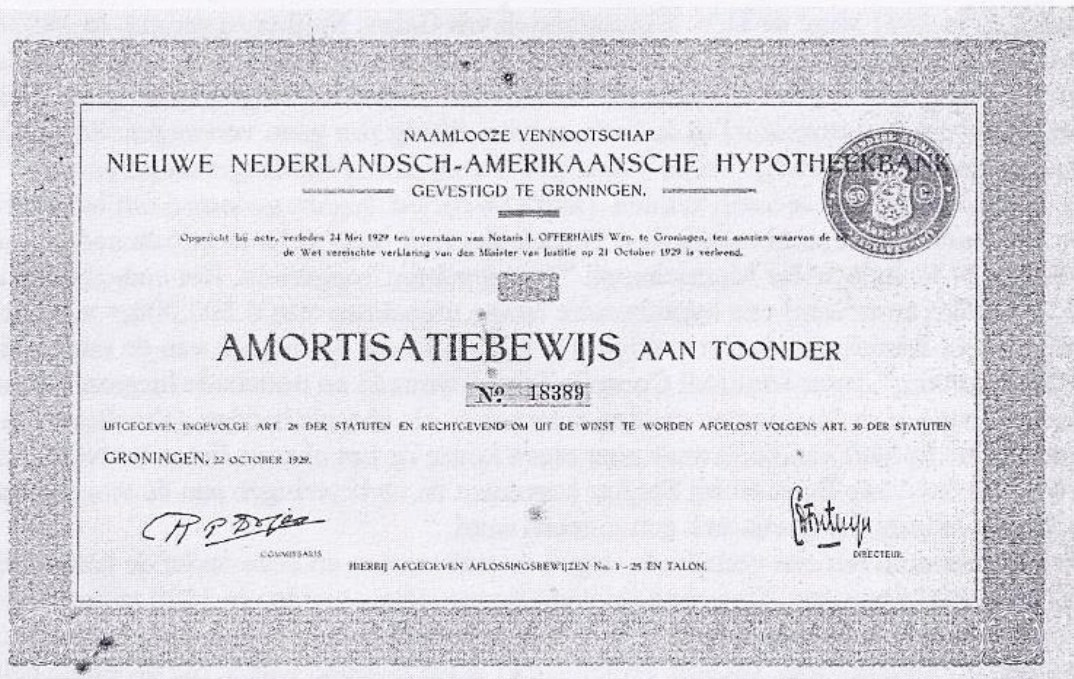 NAAMLOOZE VENNOOTSCHAP
NIEUWE NEDERLANDSCH-AMERIKAANSCHE HYPOTHEEKBANK
GEVESTIGD TE GRONINGEN.
Opgericht bij acte, verleden 24 Mei 1929 ten overstaan van Notaris J. OFFERHAUS Wzn. te Groningen, ten aanzien waarvan de bij
de Wet vereischte verklaring van den Minister van Justitie op 21 October 1929 is verleend.
AMORTISATIEBEWIJS AAN TOONDER
Nº 18389
UITGEGEVEN INGEVOLGE ART. 28 DER STATUTEN EN RECHTGEVEND OM UIT DE WINST TE WORDEN AFGELOST VOLGENS ART. 30 DER STATUTEN
GRONINGEN, 22 OCTOBER 1929.
COMMISSARIS
DIRECTEUR.
HIERBIJ AFGEGEVEN AFLOSSINGSBEWIJZEN No. 1-25 EN TALON.